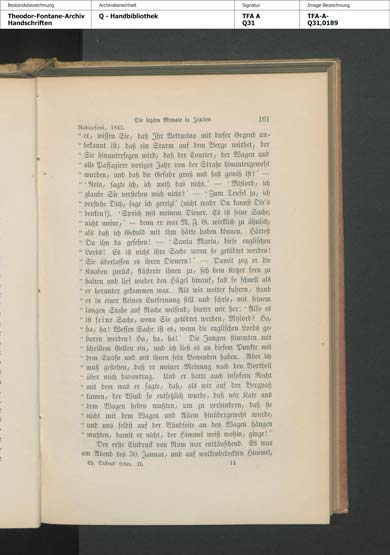 Bestandsbezeichnung
Archivalieneinheit
Signatur
Image-Bezeichnung
Theodor-Fontane-Archiv
Handschriften
Q - Handbibliothek
TFA A
Q31
TFA-A-
Q31,0189
Die letzten Monate in Italien.
161
Radicofani, 1845.
"er, wissen Sie, daß Ihr Vetturino mit dieser Gegend un-
"bekannt ist; daß ein Sturm auf dem Berge wüthet, der
"Sie hinunterfegen wird; daß der Courier, der Wagen und
"alle Passagiere voriges Jahr von der Straße hinuntergeweht
"wurden, und daß die Gefahr groß und fast gewiß ist?' —
"'Nein, sagte ich; ich weiß das nicht.' — 'Mylord, ich
"glaube Sie verstehen mich nicht?' — 'Zum Teufel ja, ich
"verstehe Dich; sage ich gereizt' (nicht wahr Du kannst Dir's
"denken?). 'Sprich mit meinem Diener. Es ist seine Sache;
"nicht meine,' — denn er war M. F. G. wirklich zu ähnlich,
"als daß ich Geduld mit ihm hätte haben können. Hättest
"Du ihn da gesehen! — 'Santa Maria, diese englischen
"Lords! Es ist nicht ihre Sache wenn sie getödtet werden!
"Sie überlassen es ihren Dienern!' — Damit zog er die
"Knaben zurück, flüsterte ihnen zu, sich dem Ketzer fern zu
"halten und lief wieder den Hügel hinauf, fast so schnell als
"er herunter gekommen war. Als wir weiter fuhren, stand
"er in einer kleinen Entfernung still und schrie, mit seinem
"langen Stabe auf Roche weisend, hinter mir her: 'Also es
"ist seine Sache, wenn Sie getödtet werden, Mylord? Ha,
"ha, ha! Wessen Sache ist es, wenn die englischen Lords ge-
"boren werden! Ha, ha, ha!' Die Jungen stimmten mit
"schrillem Gellen ein, und ich ließ es an diesem Punkte mit
"dem Spaße und mit ihnen sein Bewenden haben. Aber ich
"muß gestehen, daß er meiner Meinung nach den Vortheil
"über mich davontrug. Und er hatte auch insofern Recht
"mit dem was er sagte, daß, als wir auf den Bergpaß
"kamen, der Wind so entsetzlich wurde, daß wir Kate aus
"dem Wagen heben mußten, um zu verhindern, daß sie
"nicht mit dem Wagen und Allem hinübergeweht wurde;
"und uns selbst auf der Windseite an den Wagen hängen
"mußten, damit er nicht, der Himmel weiß wohin, ginge!"
Der erste Eindruck von Rom war enttäuschend. Es war
am Abend des 30. Januar, und auf wolkenbedeckten Himmel,
Ch. Dickens' Leben. II.
11